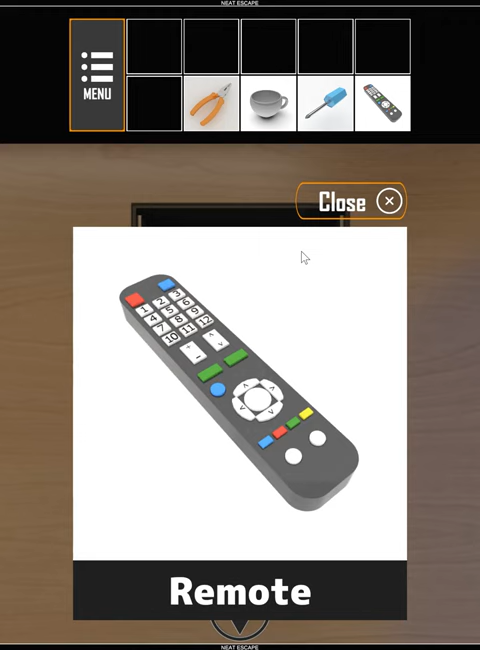 NEAT ESCAPE
MENU
Close
1 2 3
4 5 6
7 8 9
10 11 12
+
-
Remote
NEAT ESCAPE